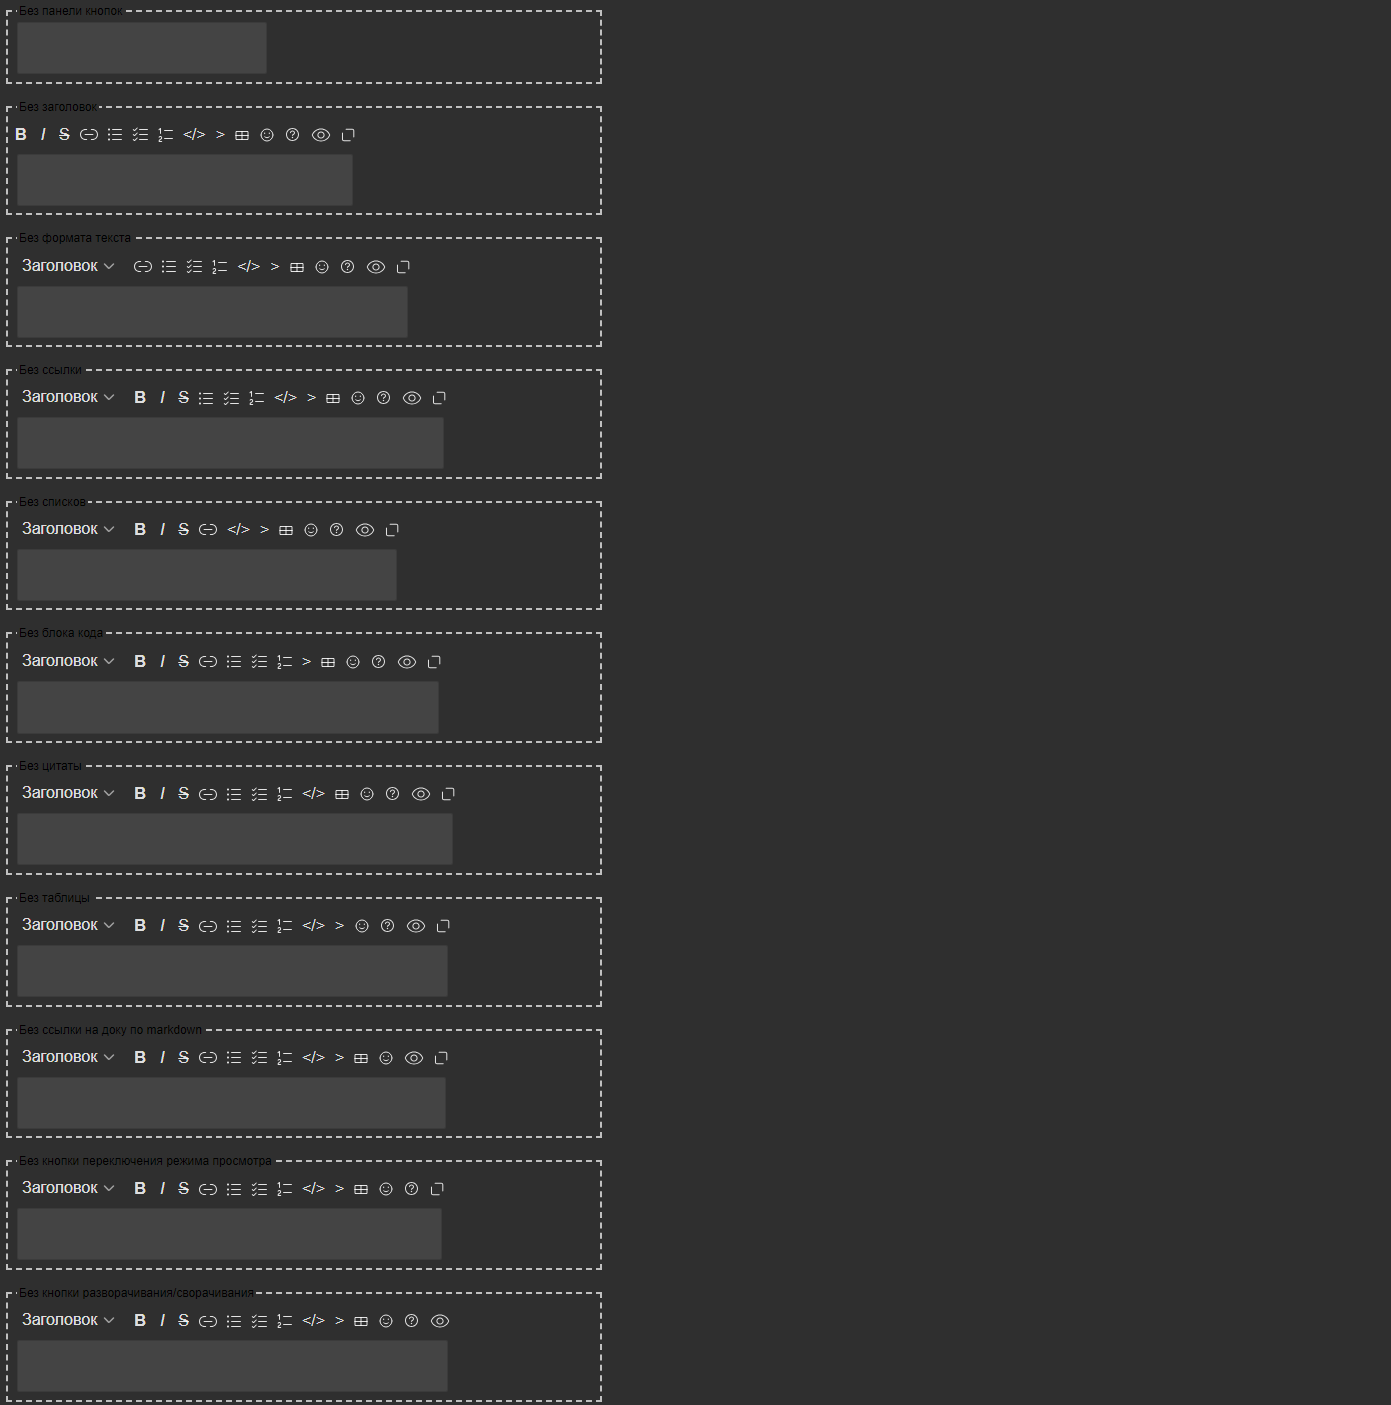 Без панели кнопок
Без заголовок
B I S </> >
Без формата текста
Заголовок </> >
Без ссылки
Заголовок B I S </> >
Без списков
Заголовок B I S </> >
Без блока кода
Заголовок B I S >
Без цитаты
Заголовок B I S </>
Без таблицы
Заголовок B I S </> >
Без ссылки на доку по markdown
Заголовок B I S </> >
Без кнопки переключения режима просмотра
Заголовок B I S </> >
Без кнопки разворачивания/сворачивания
Заголовок B I S </> >